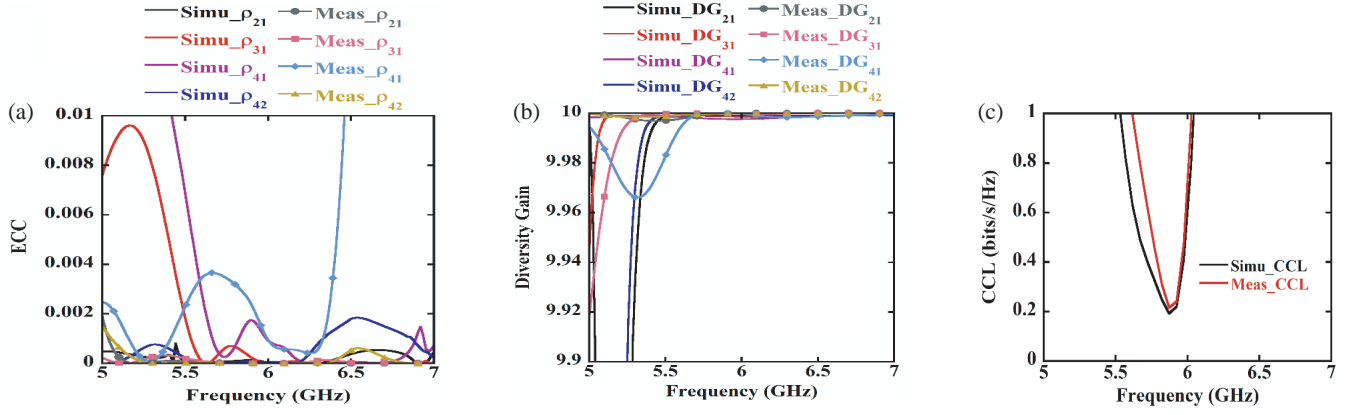 Simu_ρ21 Meas_ρ21
Simu_ρ31 Meas_ρ31
Simu_ρ41 Meas_ρ41
Simu_ρ42 Meas_ρ42
(a)
0.01
0.008
0.006
0.004
0.002
0
ECC
5 5.5 6 6.5 7
Frequency (GHz)
Simu_DG21 Meas_DG21
Simu_DG31 Meas_DG31
Simu_DG41 Meas_DG41
Simu_DG42 Meas_DG42
(b)
10
9.98
9.96
9.94
9.92
9.9
Diversity Gain
5 5.5 6 6.5 7
Frequency (GHz)
(c)
1
0.8
0.6
0.4
0.2
0
CCL (bits/s/Hz)
Simu_CCL
Meas_CCL
5 5.5 6 6.5 7
Frequency (GHz)